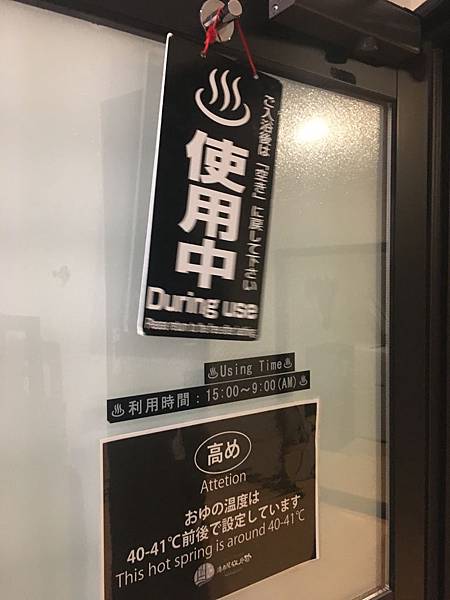 使用中
ご入浴後は「空き」に戻して下さい
During use
♨Using Time♨
♨利用時間：15:00～9:00(AM)♨
高め
Attetion
おゆの温度は
40-41℃前後で設定しています
This hot spring is around 40-41℃